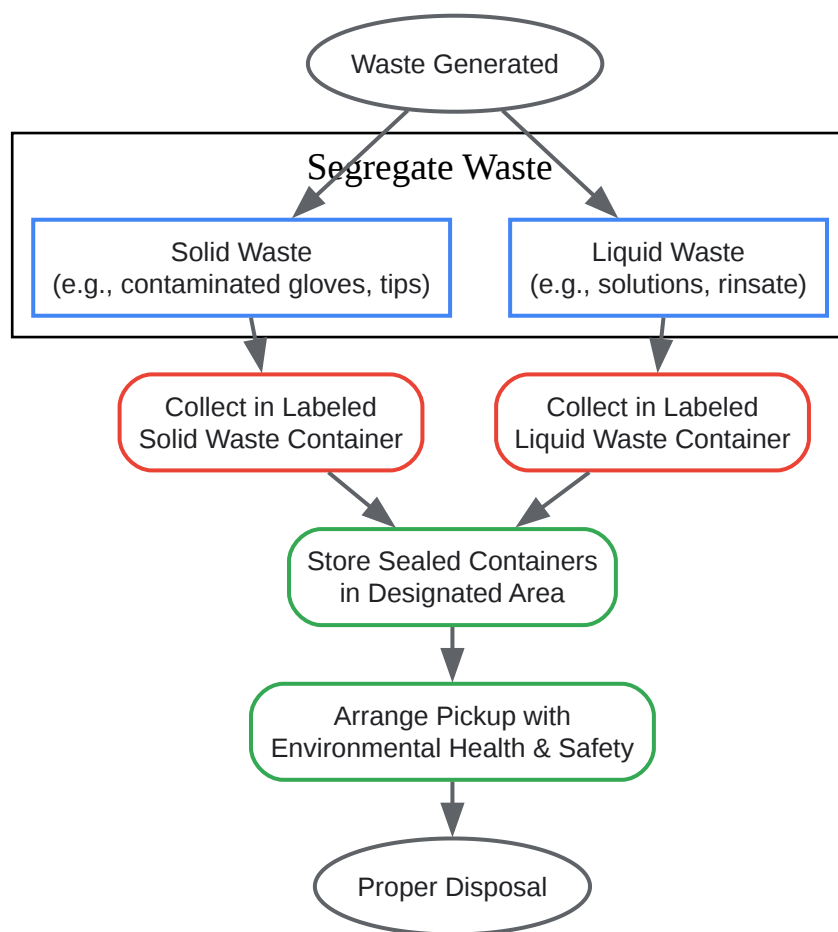 Waste Generated
Segregate Waste
Solid Waste
(e.g., contaminated gloves, tips)
Liquid Waste
(e.g., solutions, rinsate)
Collect in Labeled
Solid Waste Container
Collect in Labeled
Liquid Waste Container
Store Sealed Containers
in Designated Area
Arrange Pickup with
Environmental Health & Safety
Proper Disposal